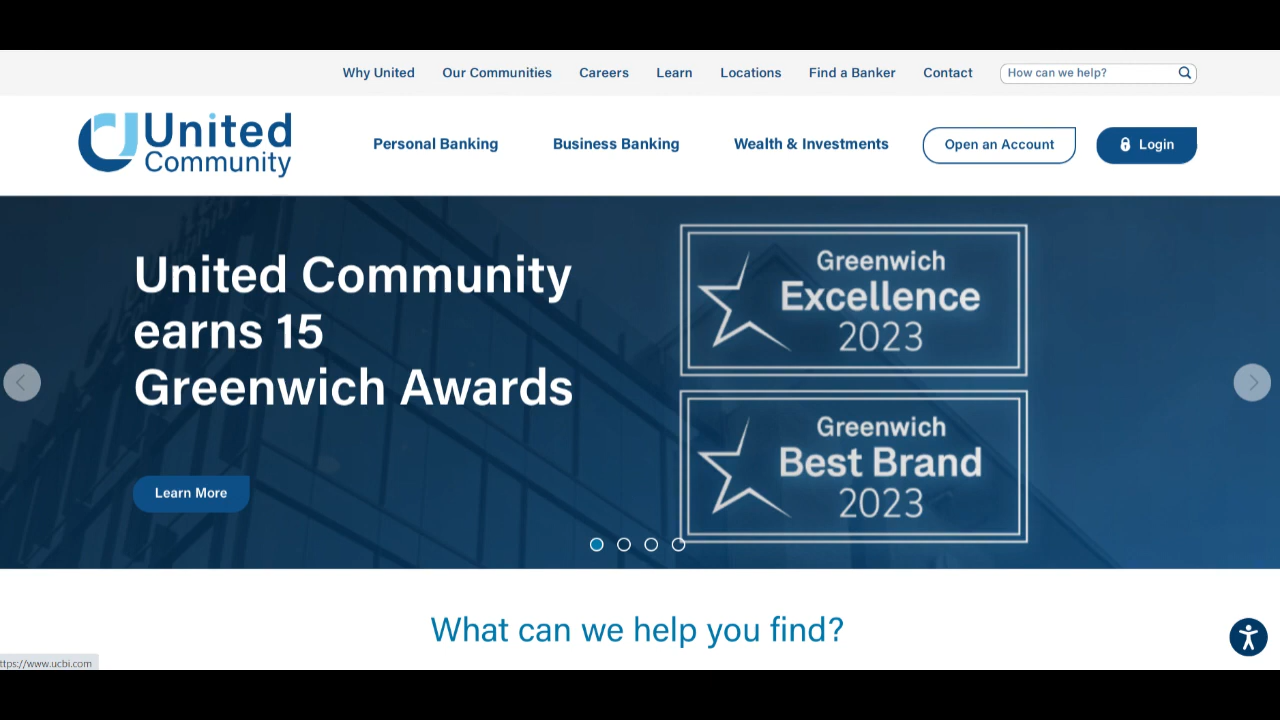 Why United Our Communities Careers Learn Locations Find a Banker Contact How can we help?
United
Community
Personal Banking Business Banking Wealth & Investments Open an Account Login
United Community
earns 15
Greenwich Awards
Learn More
Greenwich
Excellence
2023
Greenwich
Best Brand
2023
What can we help you find?
ttps://www.ucbi.com